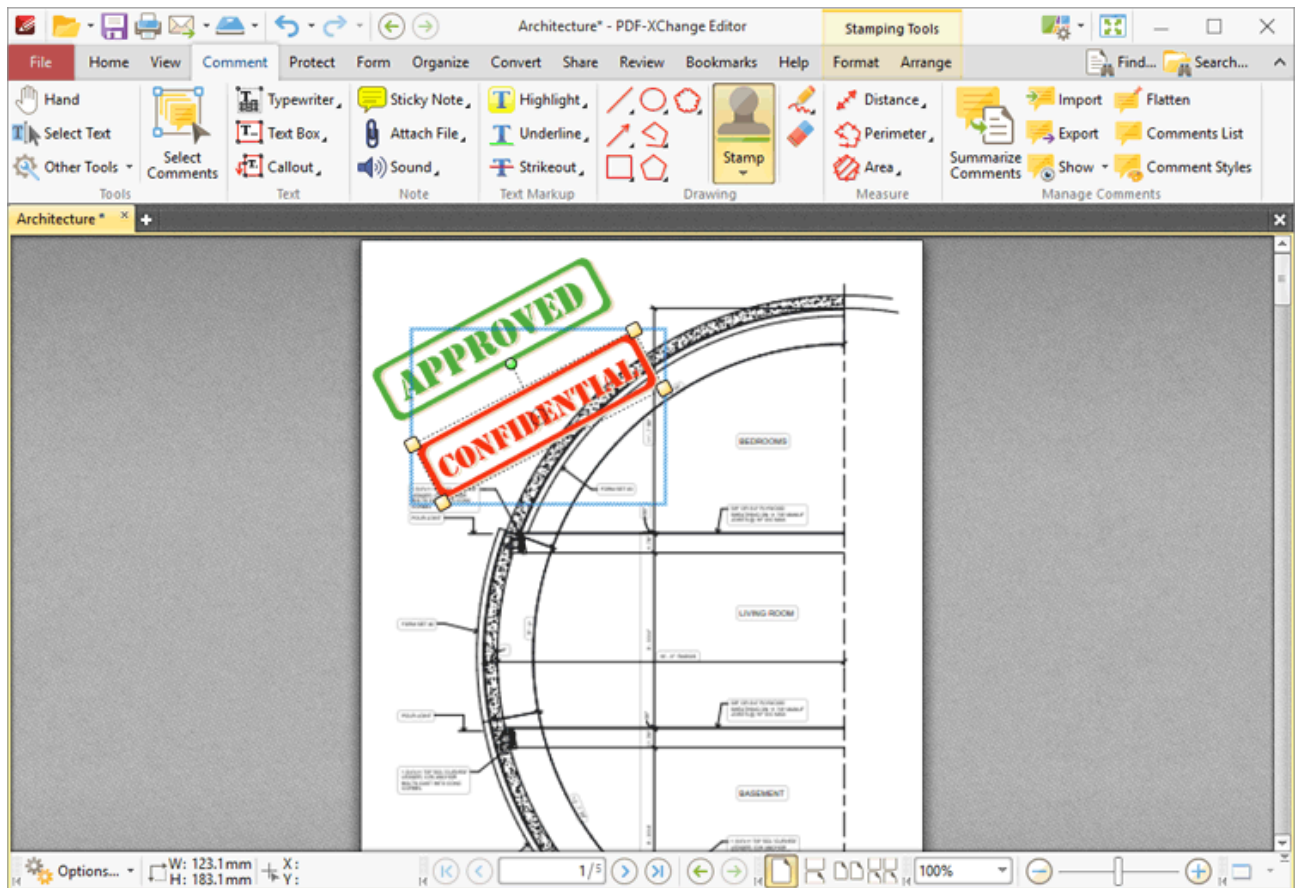 Architecture* - PDF-XChange Editor
Stamping Tools
File Home View Comment Protect Form Organize Convert Share Review Bookmarks Help Format Arrange Find... Search...
Hand
Select Text
Other Tools
Tools
Select
Comments
Typewriter
Text Box
Callout
Text
Sticky Note
Attach File
Sound
Note
Highlight
Underline
Strikeout
Text Markup
Stamp
Drawing
Distance
Perimeter
Area
Measure
Summarize
Comments
Import
Export
Show
Flatten
Comments List
Comment Styles
Manage Comments
Architecture *
APPROVED
CONFIDENTIAL
BEDROOMS
LIVING ROOM
BASEMENT
Options...
W: 123.1mm
H: 183.1mm
X:
Y:
1/5
100%